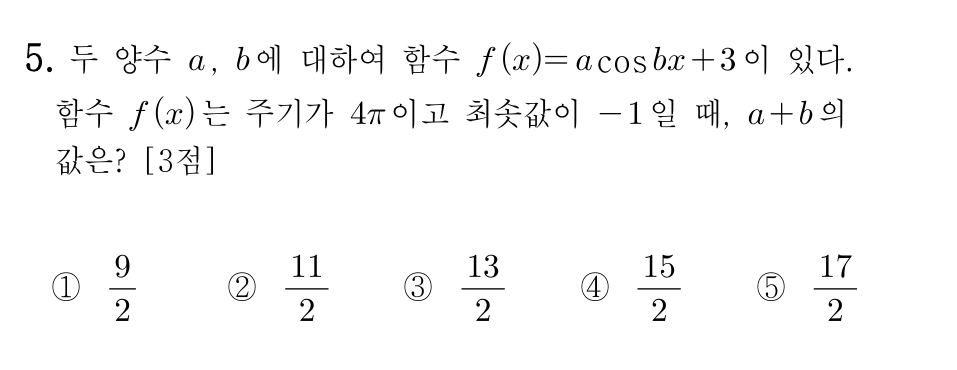 5. 두 양수 a, b에 대하여 함수 f(x)=acosbx+3이 있다.
함수 f(x)는 주기가 4π이고 최솟값이 −1일 때, a+b의
값은? [3점]
① 9/2 ② 11/2 ③ 13/2 ④ 15/2 ⑤ 17/2